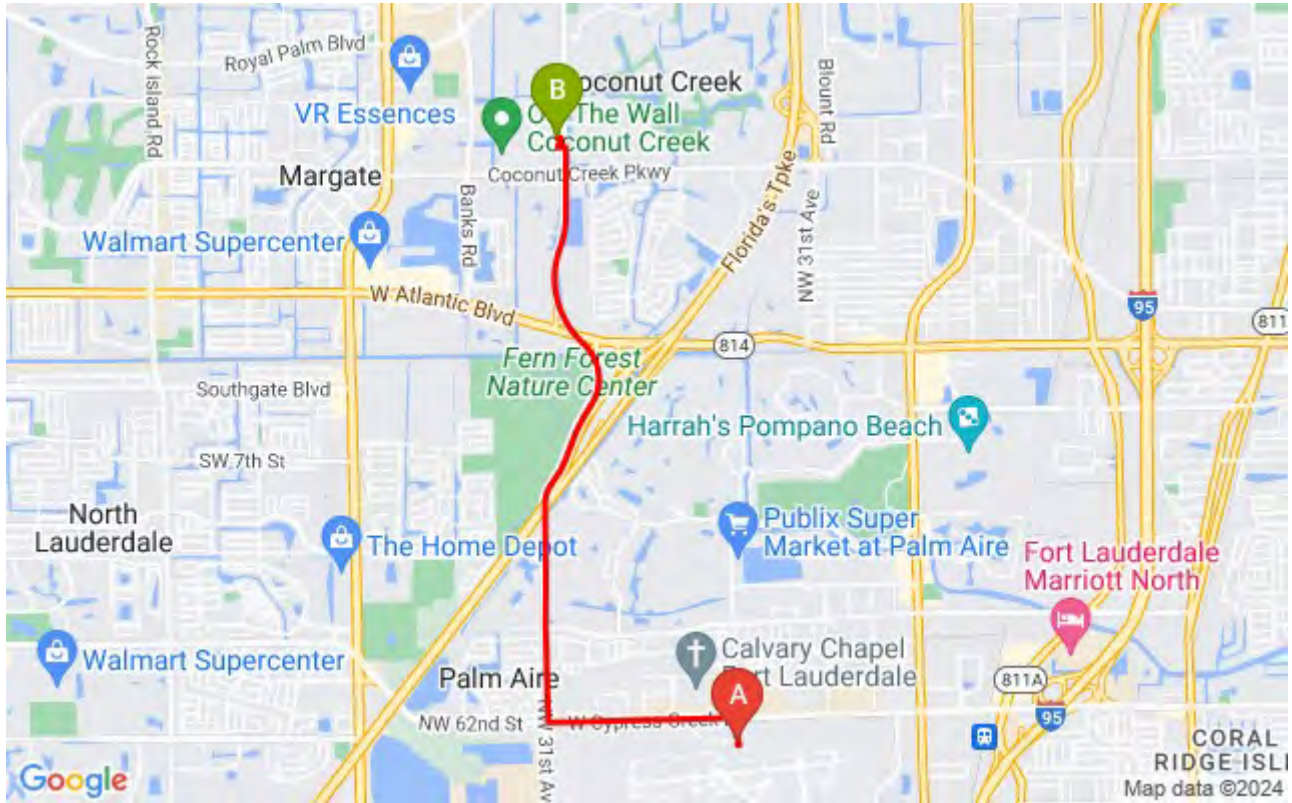 Rock Island Rd
Royal Palm Blvd
VR Essences
B
oconut Creek
The Wall
Coconut Creek
Blount Rd
Margate
Coconut Creek Pkwy
Banks Rd
Florida's Tpke
NW 31st Ave
Walmart Supercenter
W Atlantic Blvd
95
811
814
Fern Forest
Nature Center
Southgate Blvd
Harrah's Pompano Beach
SW 7th St
North
Lauderdale
The Home Depot
Publix Super
Market at Palm Aire
Fort Lauderdale
Marriott North
Walmart Supercenter
Palm Aire
Calvary Chapel
Fort Lauderdale
A
811A
NW 62nd St
W Cypress Creek
NW 31st Av
95
CORAL
RIDGE ISL
Google
Map data ©2024